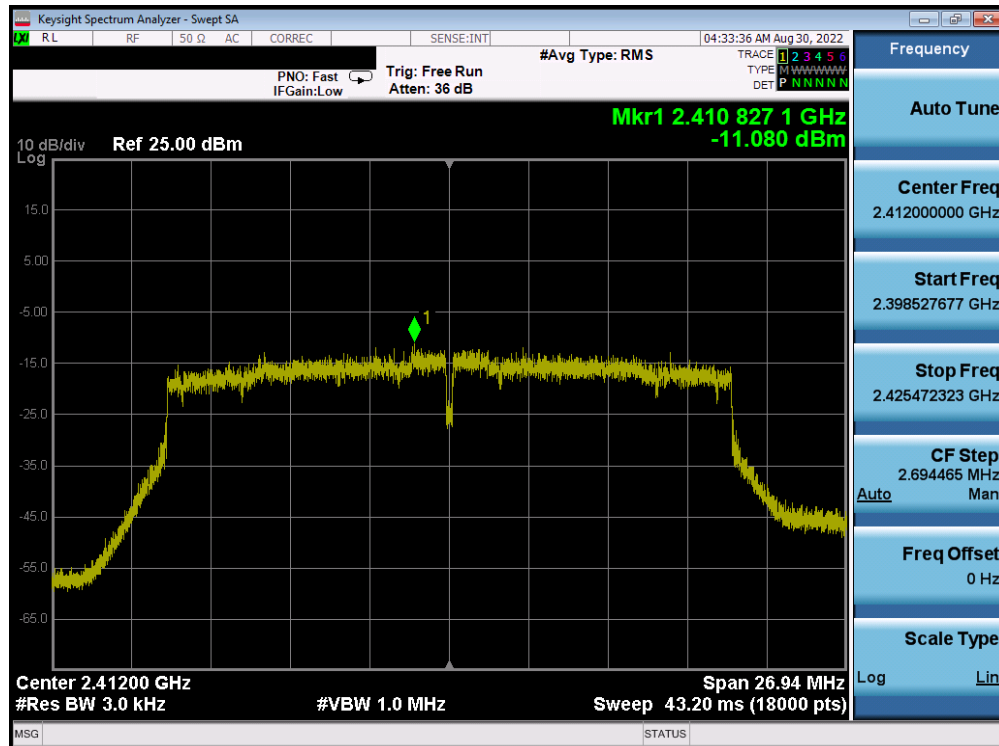 Keysight Spectrum Analyzer - Swept SA
LXI RL RF 50 Ω AC CORREC SENSE:INT 04:33:36 AM Aug 30, 2022
#Avg Type: RMS
TRACE 1 2 3 4 5 6
TYPE M WWWWW
DET P N N N N N
PNO: Fast
IFGain:Low
Trig: Free Run
Atten: 36 dB
Mkr1 2.410 827 1 GHz
-11.080 dBm
10 dB/div
Log
Ref 25.00 dBm
15.0
5.00
-5.00
-15.0
-25.0
-35.0
-45.0
-55.0
-65.0
1
Center 2.41200 GHz
Span 26.94 MHz
#Res BW 3.0 kHz
#VBW 1.0 MHz
Sweep 43.20 ms (18000 pts)
MSG
STATUS
Frequency
Auto Tune
Center Freq
2.412000000 GHz
Start Freq
2.398527677 GHz
Stop Freq
2.425472323 GHz
CF Step
2.694465 MHz
Auto Man
Freq Offset
0 Hz
Scale Type
Log Lin